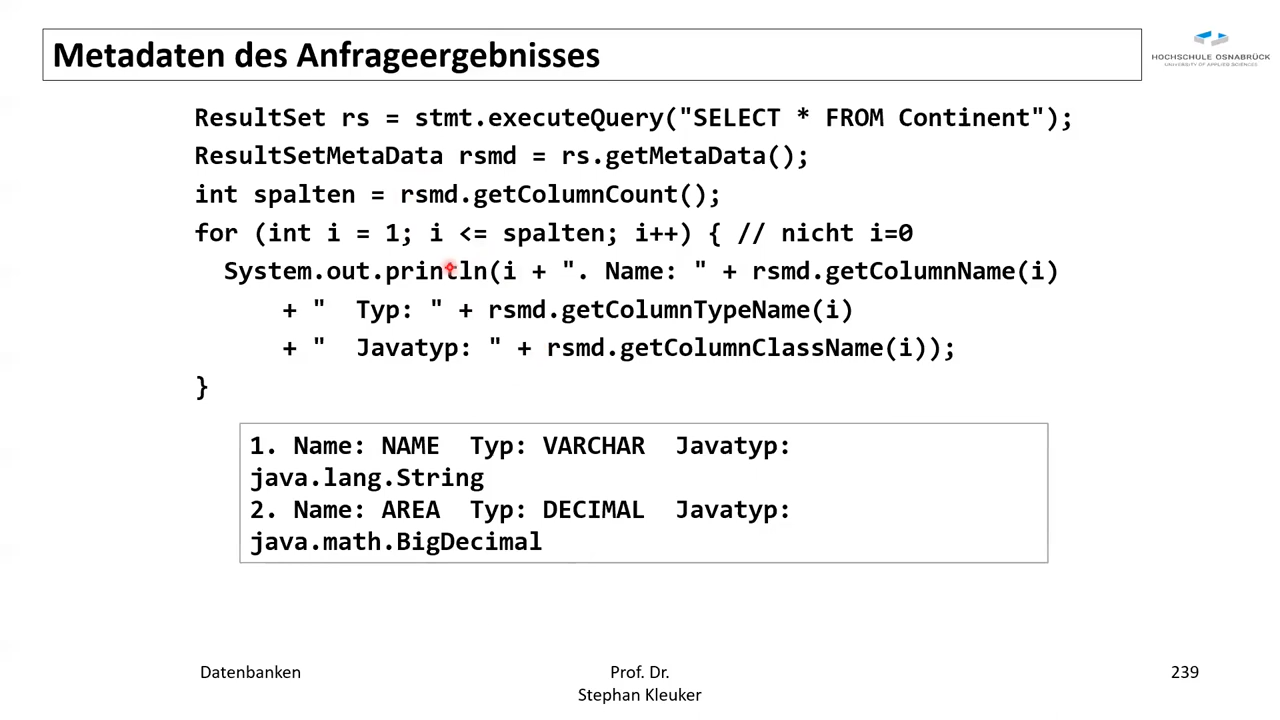 Metadaten des Anfrageergebnisses
HOCHSCHULE OSNABRÜCK
UNIVERSITY OF APPLIED SCIENCES
ResultSet rs = stmt.executeQuery("SELECT * FROM Continent");
ResultSetMetaData rsmd = rs.getMetaData();
int spalten = rsmd.getColumnCount();
for (int i = 1; i <= spalten; i++) { // nicht i=0
System.out.println(i + ". Name: " + rsmd.getColumnName(i)
+ "  Typ: " + rsmd.getColumnTypeName(i)
+ "  Javatyp: " + rsmd.getColumnClassName(i));
}
1. Name: NAME  Typ: VARCHAR  Javatyp:
java.lang.String
2. Name: AREA  Typ: DECIMAL  Javatyp:
java.math.BigDecimal
Datenbanken
Prof. Dr.
Stephan Kleuker
239